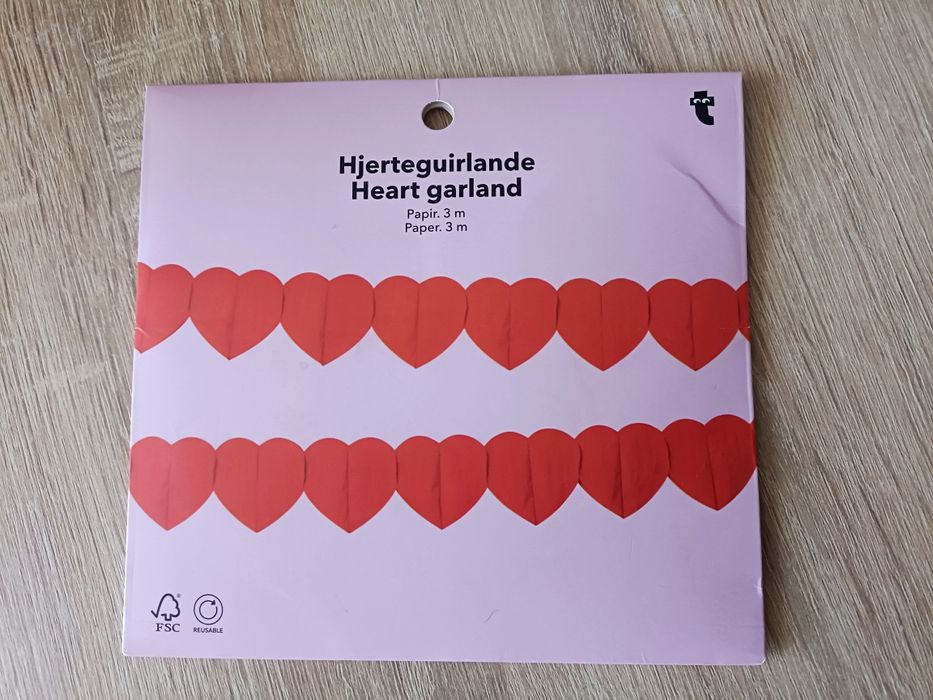 t
Hjerteguirlande
Heart garland
Papir. 3 m
Paper. 3 m
FSC®
REUSABLE